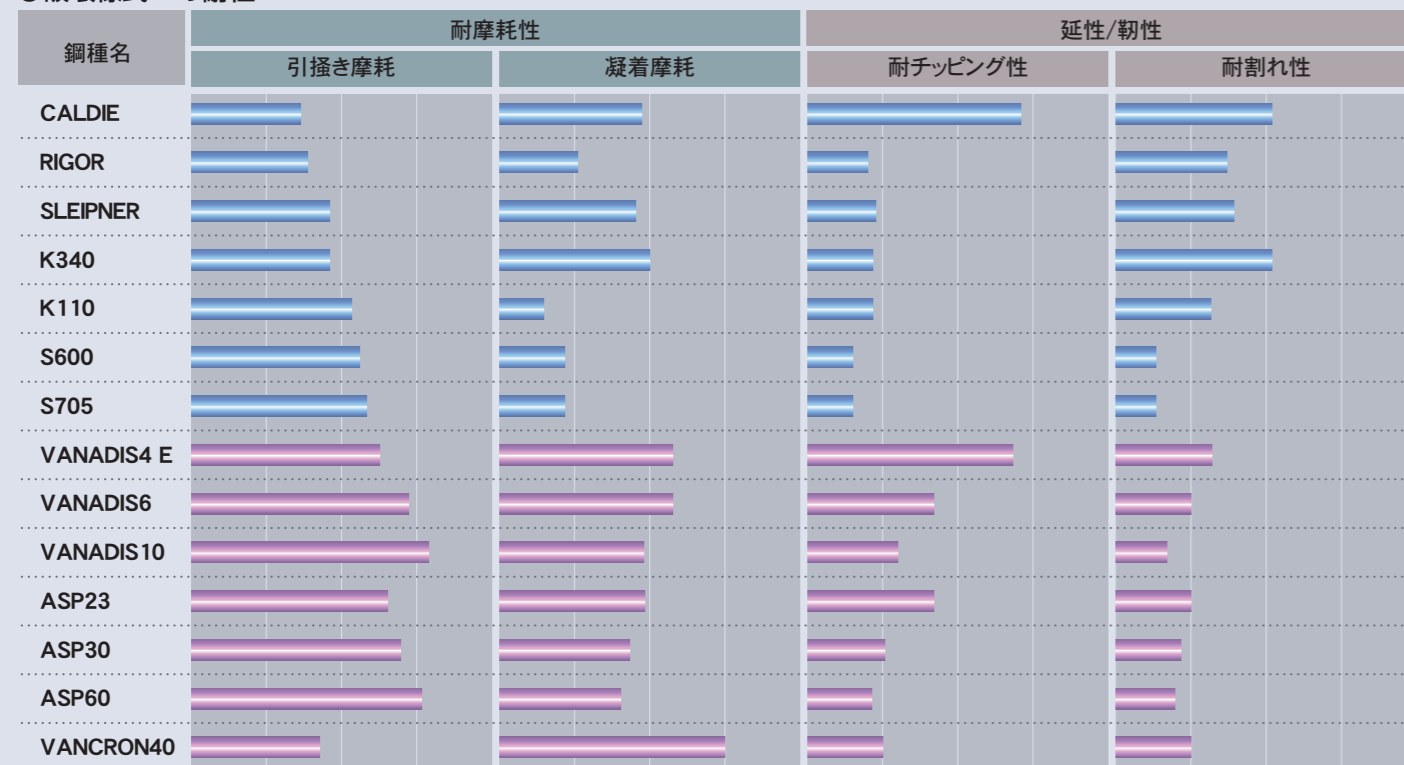 耐摩耗性 延性/靭性
鋼種名
引掻き摩耗 凝着摩耗 耐チッピング性 耐割れ性
CALDIE
RIGOR
SLEIPNER
K340
K110
S600
S705
VANADIS4 E
VANADIS6
VANADIS10
ASP23
ASP30
ASP60
VANCRON40